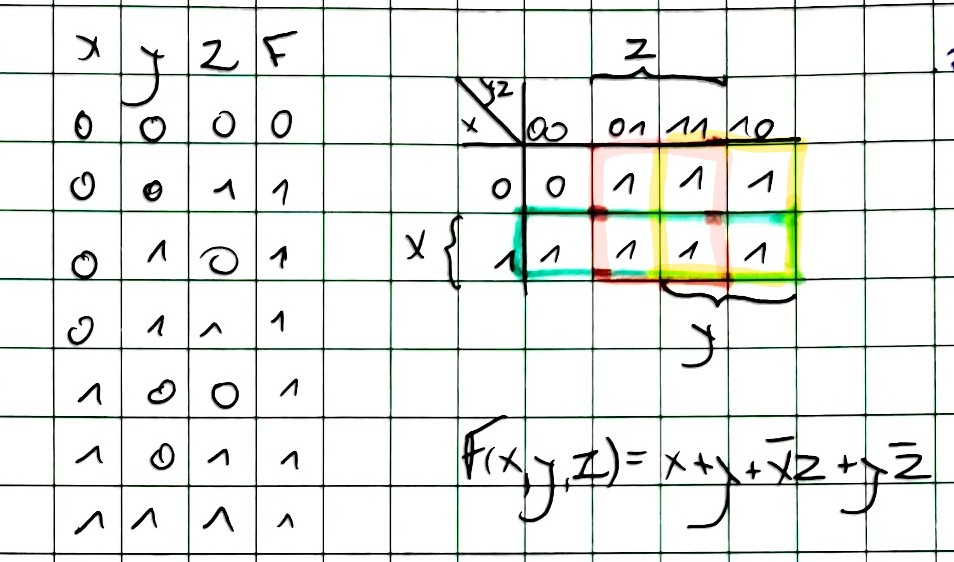 x y z F
0 0 0 0
0 0 1 1
0 1 0 1
0 1 1 1
1 0 0 1
1 0 1 1
1 1 1 1
z
yz
x 00 01 11 10
0 0 1 1 1
x { 1 1 1 1 1
y
F(x,y,z) = x+y+x̄z+yz̄